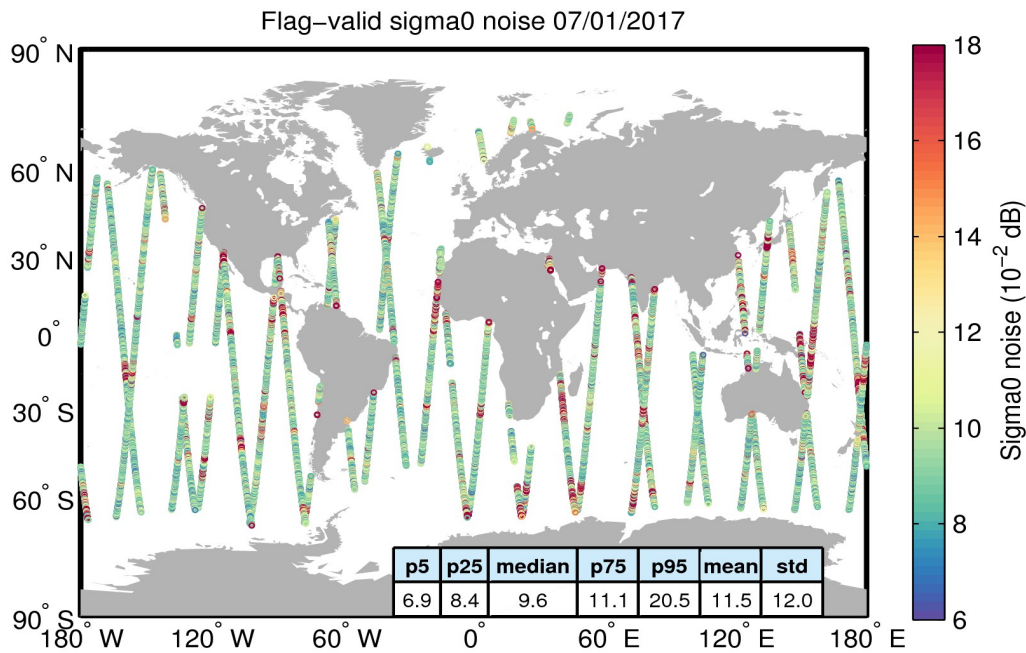 Flag−valid sigma0 noise 07/01/2017
90° N
60° N
30° N
0°
30° S
60° S
90° S
180° W
120° W
60° W
0°
60° E
120° E
180° E
p5 p25 median p75 p95 mean std
6.9 8.4 9.6 11.1 20.5 11.5 12.0
18
16
14
12
10
8
6
Sigma0 noise (10⁻² dB)